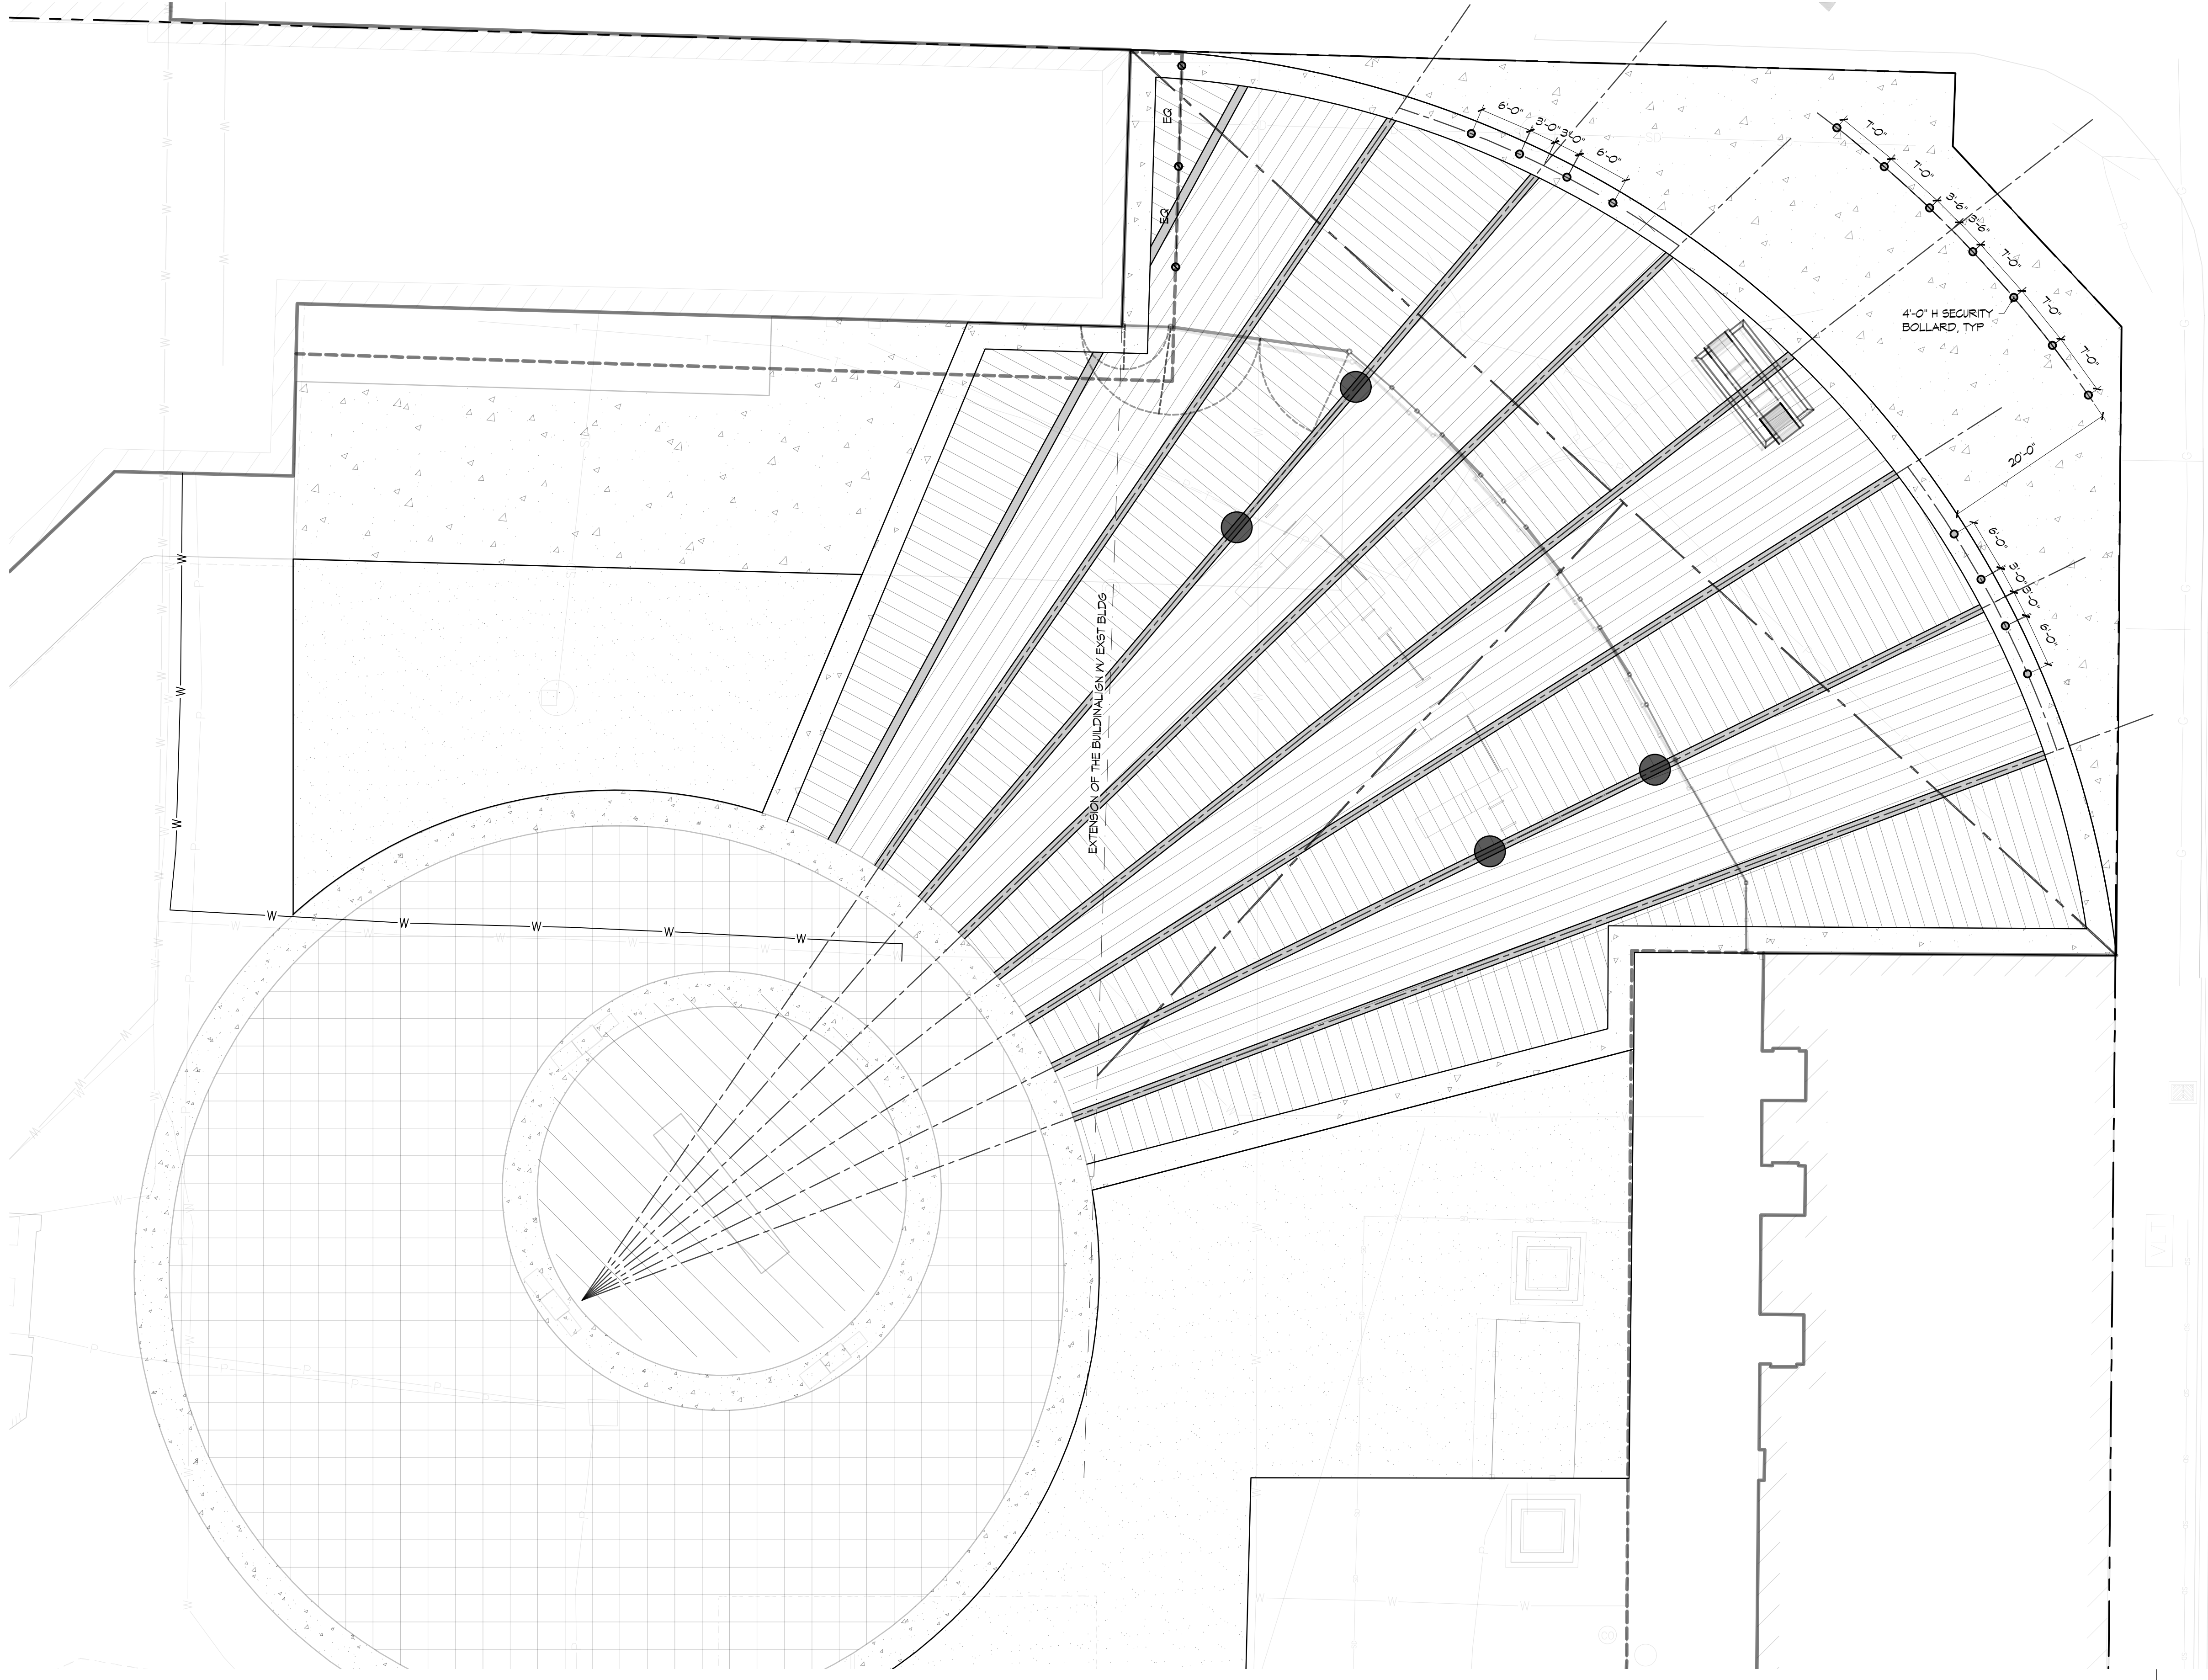 EQ
EQ
6'-0"
3'-0"
3'-0"
6'-0"
7'-0"
7'-0"
3'-6"
3'-6"
7'-0"
7'-0"
7'-0"
4'-0" H SECURITY
BOLLARD, TYP
20'-0"
6'-0"
3'-0"
3'-0"
6'-0"
EXTENSION OF THE BUILDINALIGN W/ EXST BLDG
W
W
W
W
W
W
W
W
VLT